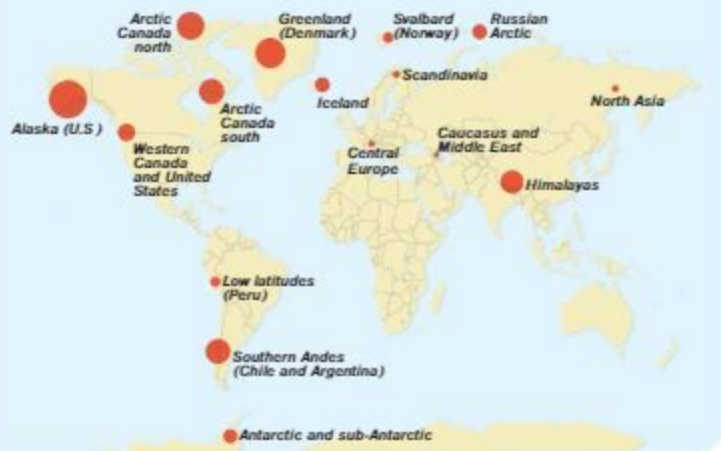 Arctic
Canada
north
Greenland
(Denmark)
Svalbard
(Norway)
Russian
Arctic
Scandinavia
North Asia
Alaska (U.S )
Arctic
Canada
south
Iceland
Western
Canada
and United
States
Central
Europe
Caucasus and
Middle East
Himalayas
Low latitudes
(Peru)
Southern Andes
(Chile and Argentina)
Antarctic and sub-Antarctic